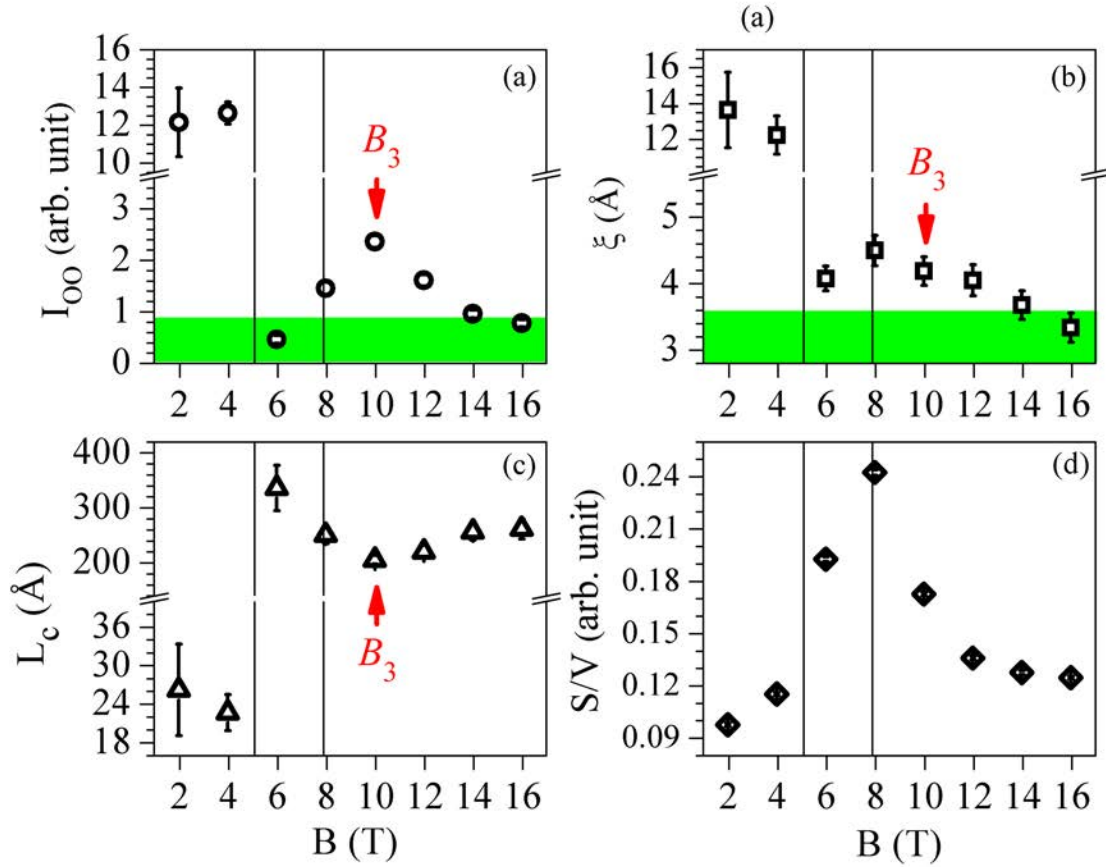 (a)
16
14
12
10
3
2
1
0
I_OO (arb. unit)
(a)
B_3
2 4 6 8 10 12 14 16
16
14
12
5
4
3
ξ (Å)
(b)
B_3
2 4 6 8 10 12 14 16
400
300
200
36
30
24
18
L_c (Å)
(c)
B_3
2 4 6 8 10 12 14 16
B (T)
0.24
0.21
0.18
0.15
0.12
0.09
S/V (arb. unit)
(d)
2 4 6 8 10 12 14 16
B (T)